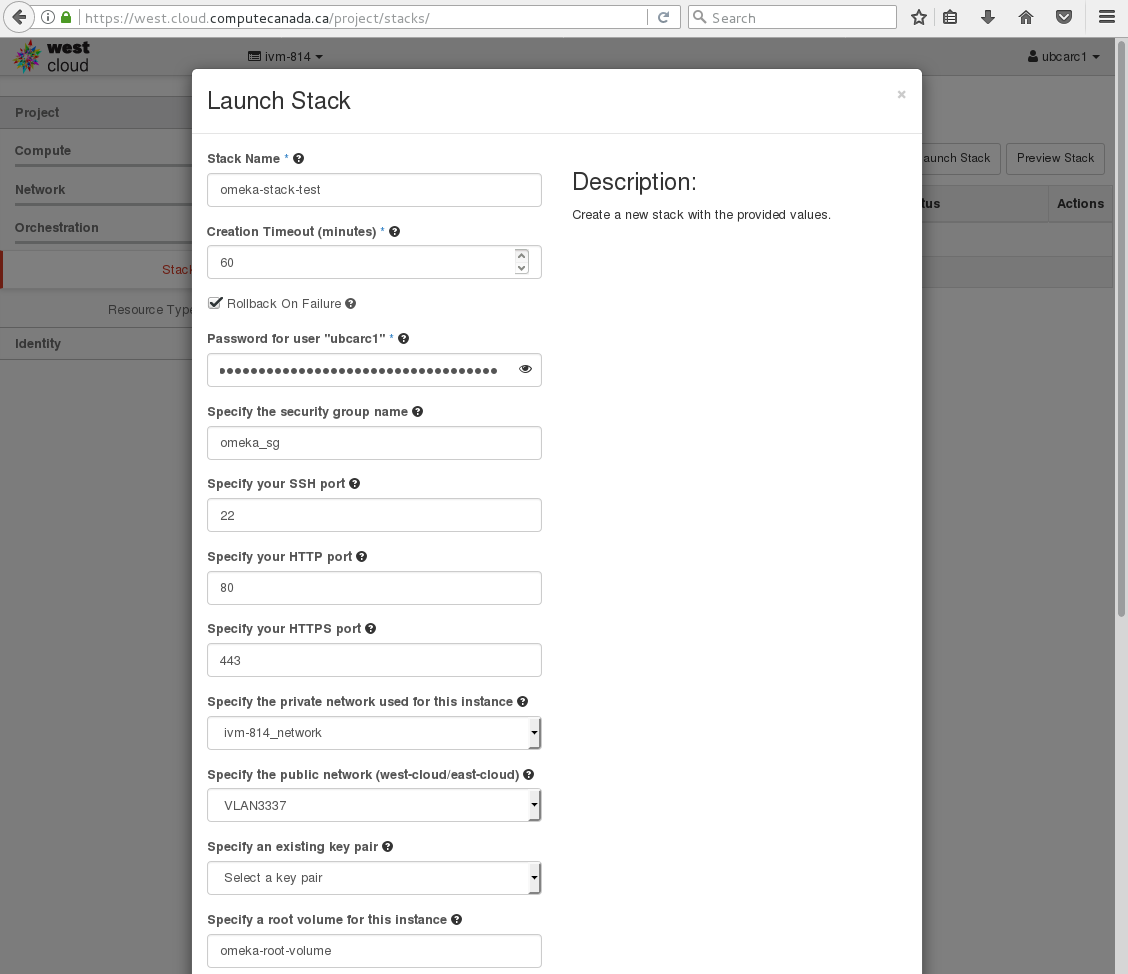 https://west.cloud.computecanada.ca/project/stacks/
Search
west
cloud
ivm-814
ubcarc1
Project
Compute
Network
Orchestration
Stack
Resource Type
Identity
aunch Stack
Preview Stack
tus
Actions
Launch Stack
×
Stack Name *
omeka-stack-test
Creation Timeout (minutes) *
60
Rollback On Failure
Password for user "ubcarc1" *
Specify the security group name
omeka_sg
Specify your SSH port
22
Specify your HTTP port
80
Specify your HTTPS port
443
Specify the private network used for this instance
ivm-814_network
Specify the public network (west-cloud/east-cloud)
VLAN3337
Specify an existing key pair
Select a key pair
Specify a root volume for this instance
omeka-root-volume
Description:
Create a new stack with the provided values.